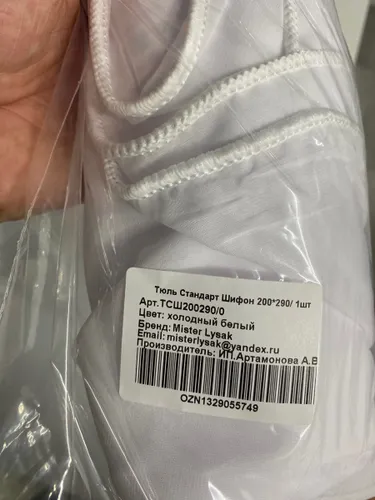 Тюль Стандарт Шифон 200*290/ 1шт
Арт.ТСШ200290/0
Цвет: холодный белый
Бренд: Mister Lysak
Email: misterlysak@yandex.ru
Производитель: ИП.Артамонова А.В
OZN1329055749